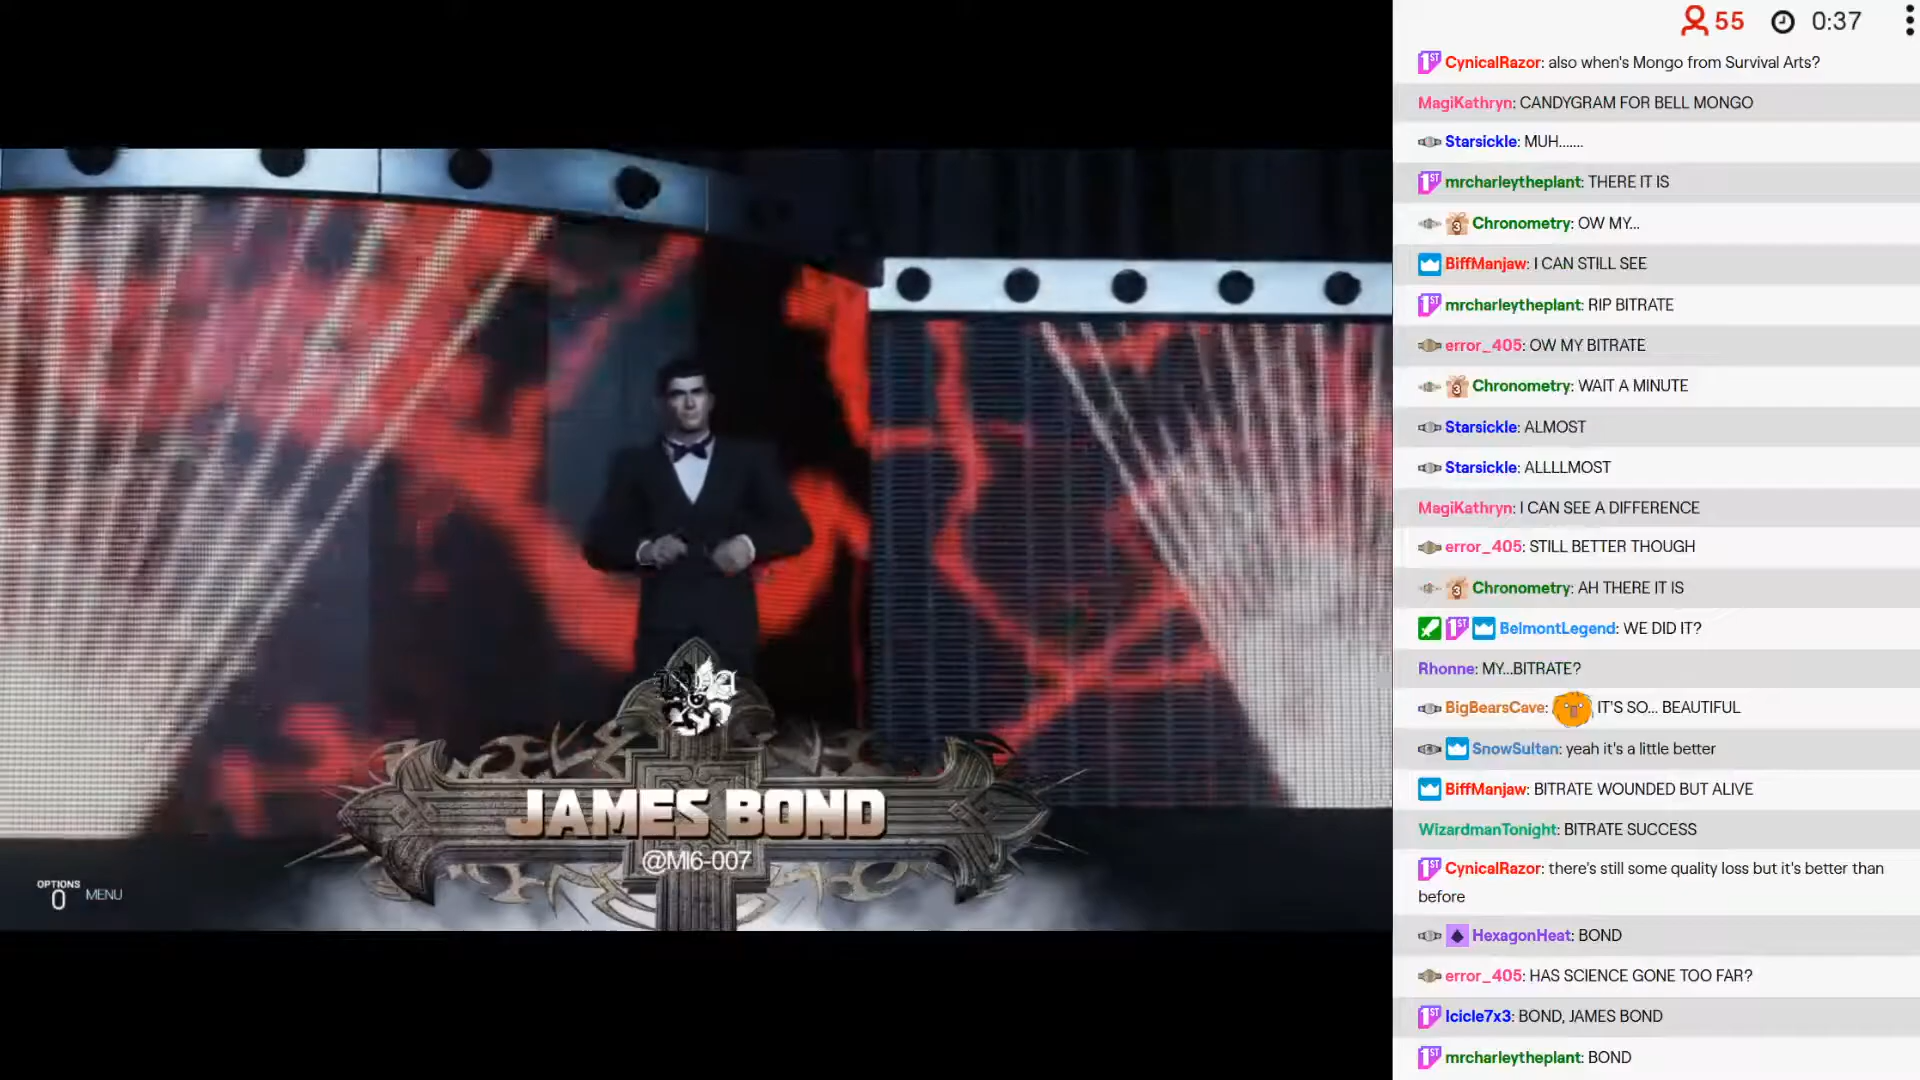 55 0:37
CynicalRazor: also when's Mongo from Survival Arts?
MagiKathryn: CANDYGRAM FOR BELL MONGO
Starsickle: MUH.......
mrcharleytheplant: THERE IT IS
Chronometry: OW MY...
BiffManjaw: I CAN STILL SEE
mrcharleytheplant: RIP BITRATE
error_405: OW MY BITRATE
Chronometry: WAIT A MINUTE
Starsickle: ALMOST
Starsickle: ALLLLMOST
MagiKathryn: I CAN SEE A DIFFERENCE
error_405: STILL BETTER THOUGH
Chronometry: AH THERE IT IS
BelmontLegend: WE DID IT?
Rhonne: MY...BITRATE?
BigBearsCave: IT'S SO... BEAUTIFUL
SnowSultan: yeah it's a little better
BiffManjaw: BITRATE WOUNDED BUT ALIVE
WizardmanTonight: BITRATE SUCCESS
CynicalRazor: there's still some quality loss but it's better than
before
HexagonHeat: BOND
error_405: HAS SCIENCE GONE TOO FAR?
Icicle7x3: BOND, JAMES BOND
mrcharleytheplant: BOND
JAMES BOND
@MI6-007
OPTIONS
MENU